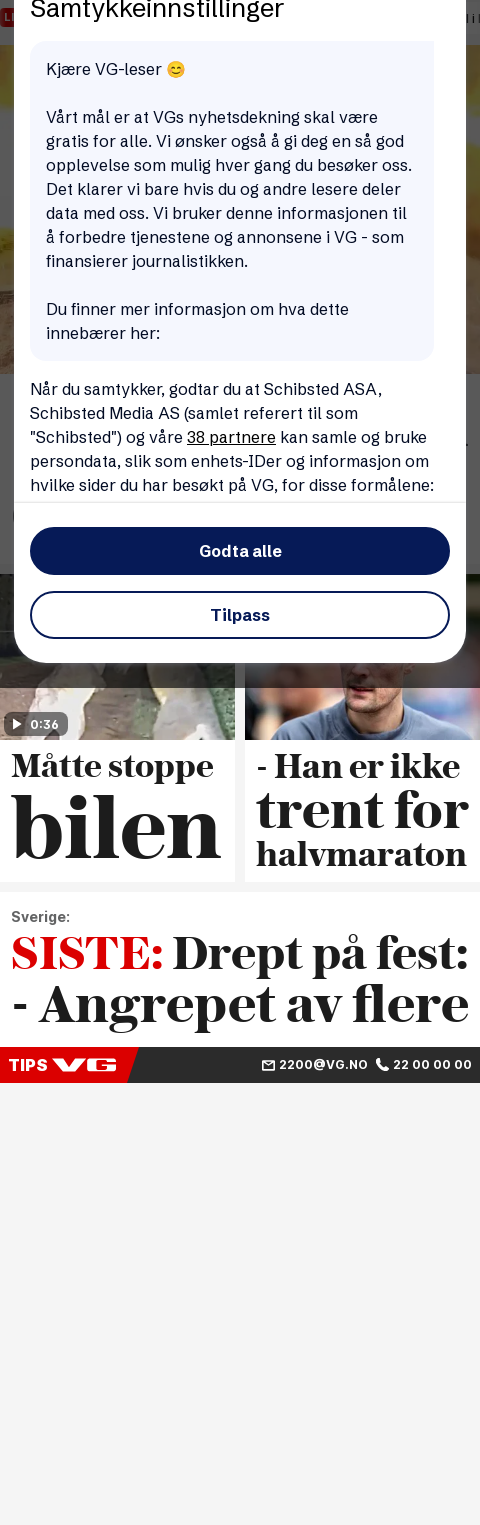 Samtykkeinnstillinger
Kjære VG-leser 😊
Vårt mål er at VGs nyhetsdekning skal være
gratis for alle. Vi ønsker også å gi deg en så god
opplevelse som mulig hver gang du besøker oss.
Det klarer vi bare hvis du og andre lesere deler
data med oss. Vi bruker denne informasjonen til
å forbedre tjenestene og annonsene i VG - som
finansierer journalistikken.
Du finner mer informasjon om hva dette
innebærer her:
Når du samtykker, godtar du at Schibsted ASA,
Schibsted Media AS (samlet referert til som
"Schibsted") og våre 38 partnere kan samle og bruke
persondata, slik som enhets-IDer og informasjon om
hvilke sider du har besøkt på VG, for disse formålene:
Godta alle
Tilpass
0:36
Måtte stoppe
bilen
- Han er ikke
trent for
halvmaraton
Sverige:
SISTE: Drept på fest:
- Angrepet av flere
TIPS VG
2200@VG.NO 22 00 00 00